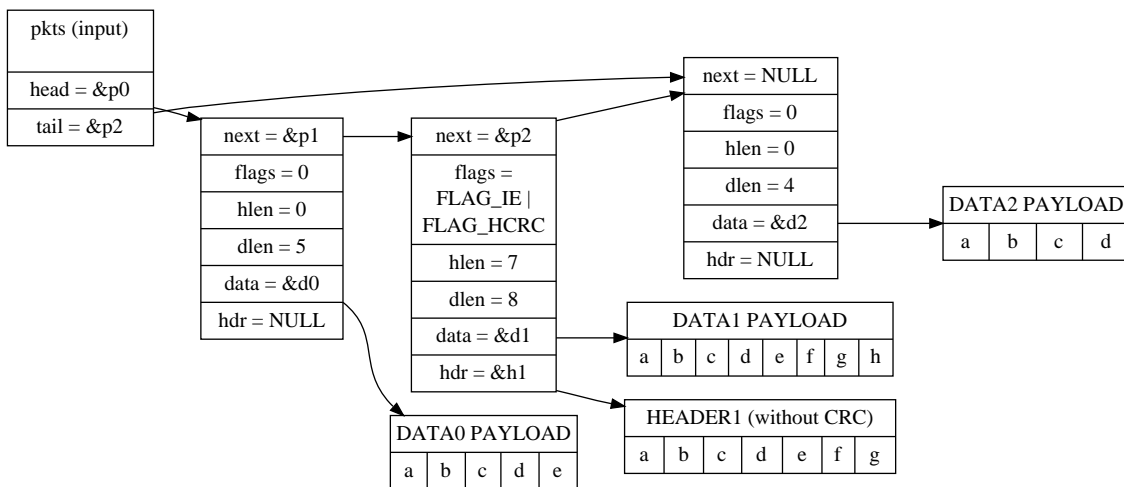 pkts (input)
head = &p0
tail = &p2
next = &p1
flags = 0
hlen = 0
dlen = 5
data = &d0
hdr = NULL
next = &p2
flags =
FLAG_IE |
FLAG_HCRC
hlen = 7
dlen = 8
data = &d1
hdr = &h1
next = NULL
flags = 0
hlen = 0
dlen = 4
data = &d2
hdr = NULL
DATA2 PAYLOAD
a b c d
DATA1 PAYLOAD
a b c d e f g h
HEADER1 (without CRC)
a b c d e f g
DATA0 PAYLOAD
a b c d e